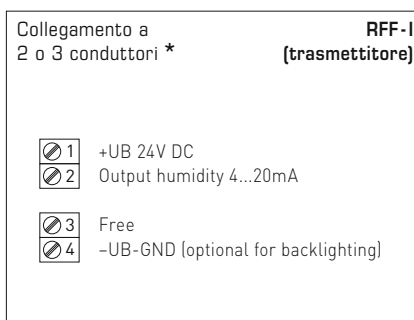 Collegamento a
2 o 3 conduttori *
RFF-I
(trasmettitore)
1 +UB 24V DC
2 Output humidity 4...20mA
3 Free
4 –UB-GND (optional for backlighting)